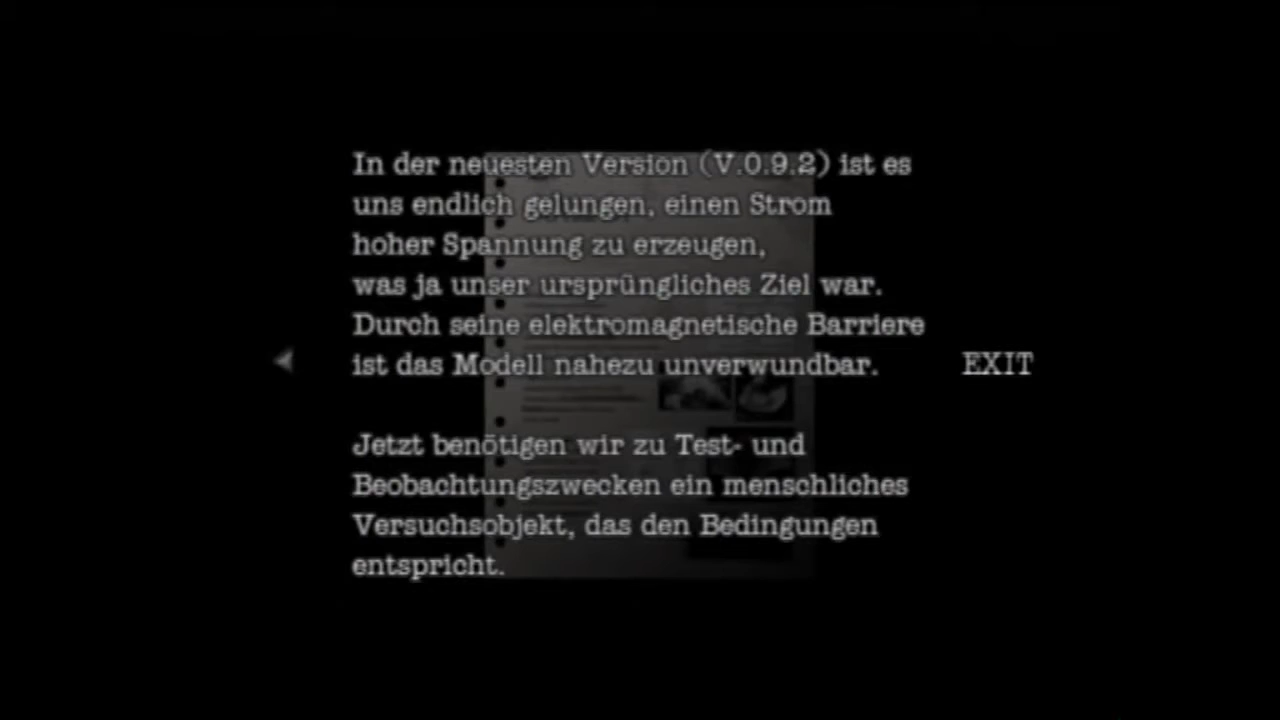 In der neuesten Version (V.0.9.2) ist es
uns endlich gelungen, einen Strom
hoher Spannung zu erzeugen,
was ja unser ursprüngliches Ziel war.
Durch seine elektromagnetische Barriere
ist das Modell nahezu unverwundbar.
EXIT
Jetzt benötigen wir zu Test- und
Beobachtungszwecken ein menschliches
Versuchsobjekt, das den Bedingungen
entspricht.